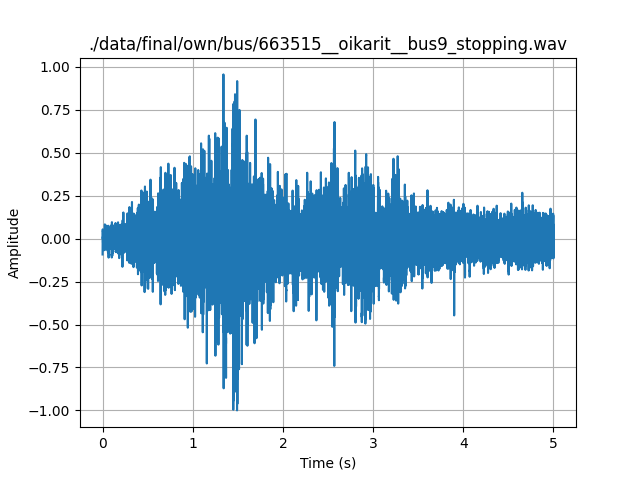 ./data/final/own/bus/663515__oikarit__bus9_stopping.wav
1.00
0.75
0.50
0.25
0.00
−0.25
−0.50
−0.75
−1.00
Amplitude
0 1 2 3 4 5
Time (s)